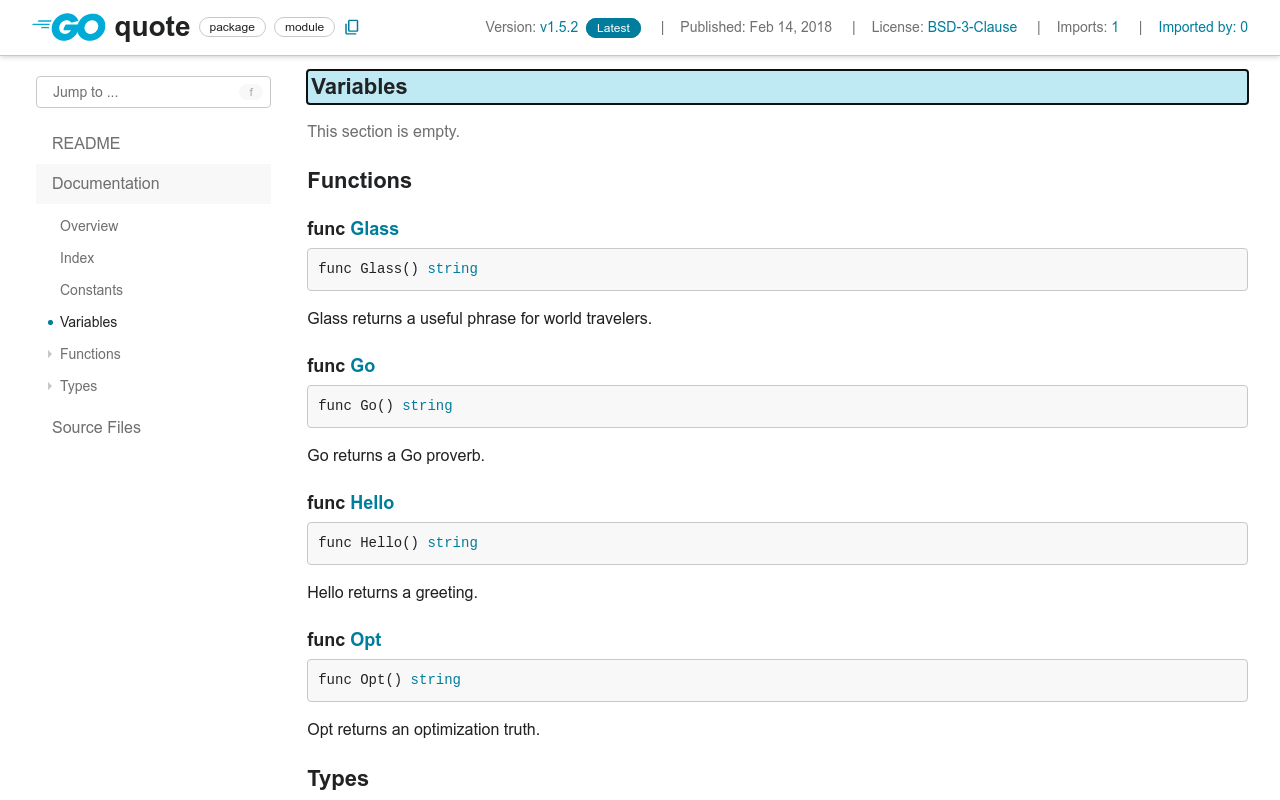 GO quote package module Version: v1.5.2 Latest | Published: Feb 14, 2018 | License: BSD-3-Clause | Imports: 1 | Imported by: 0
Jump to ... f
README
Documentation
Overview
Index
Constants
Variables
Functions
Types
Source Files
Variables
This section is empty.
Functions
func Glass
func Glass() string
Glass returns a useful phrase for world travelers.
func Go
func Go() string
Go returns a Go proverb.
func Hello
func Hello() string
Hello returns a greeting.
func Opt
func Opt() string
Opt returns an optimization truth.
Types